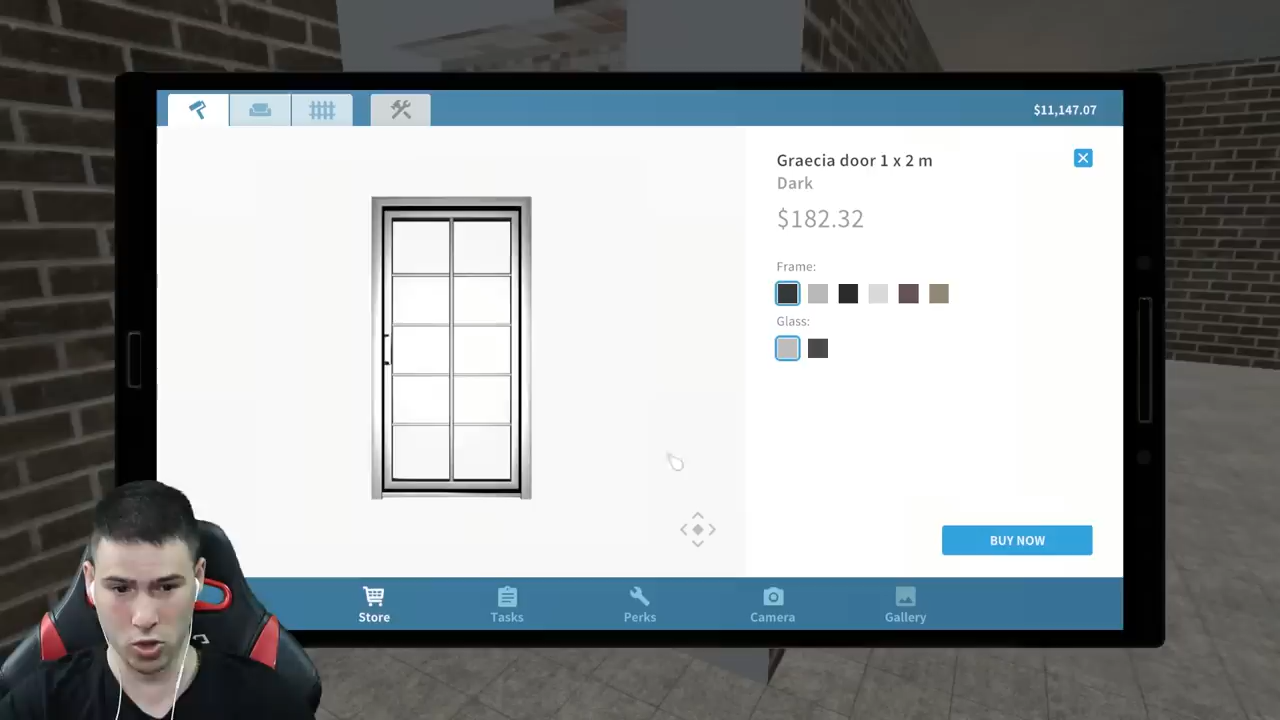 $11,147.07
Graecia door 1 x 2 m
Dark
$182.32
Frame:
Glass:
BUY NOW
Store
Tasks
Perks
Camera
Gallery